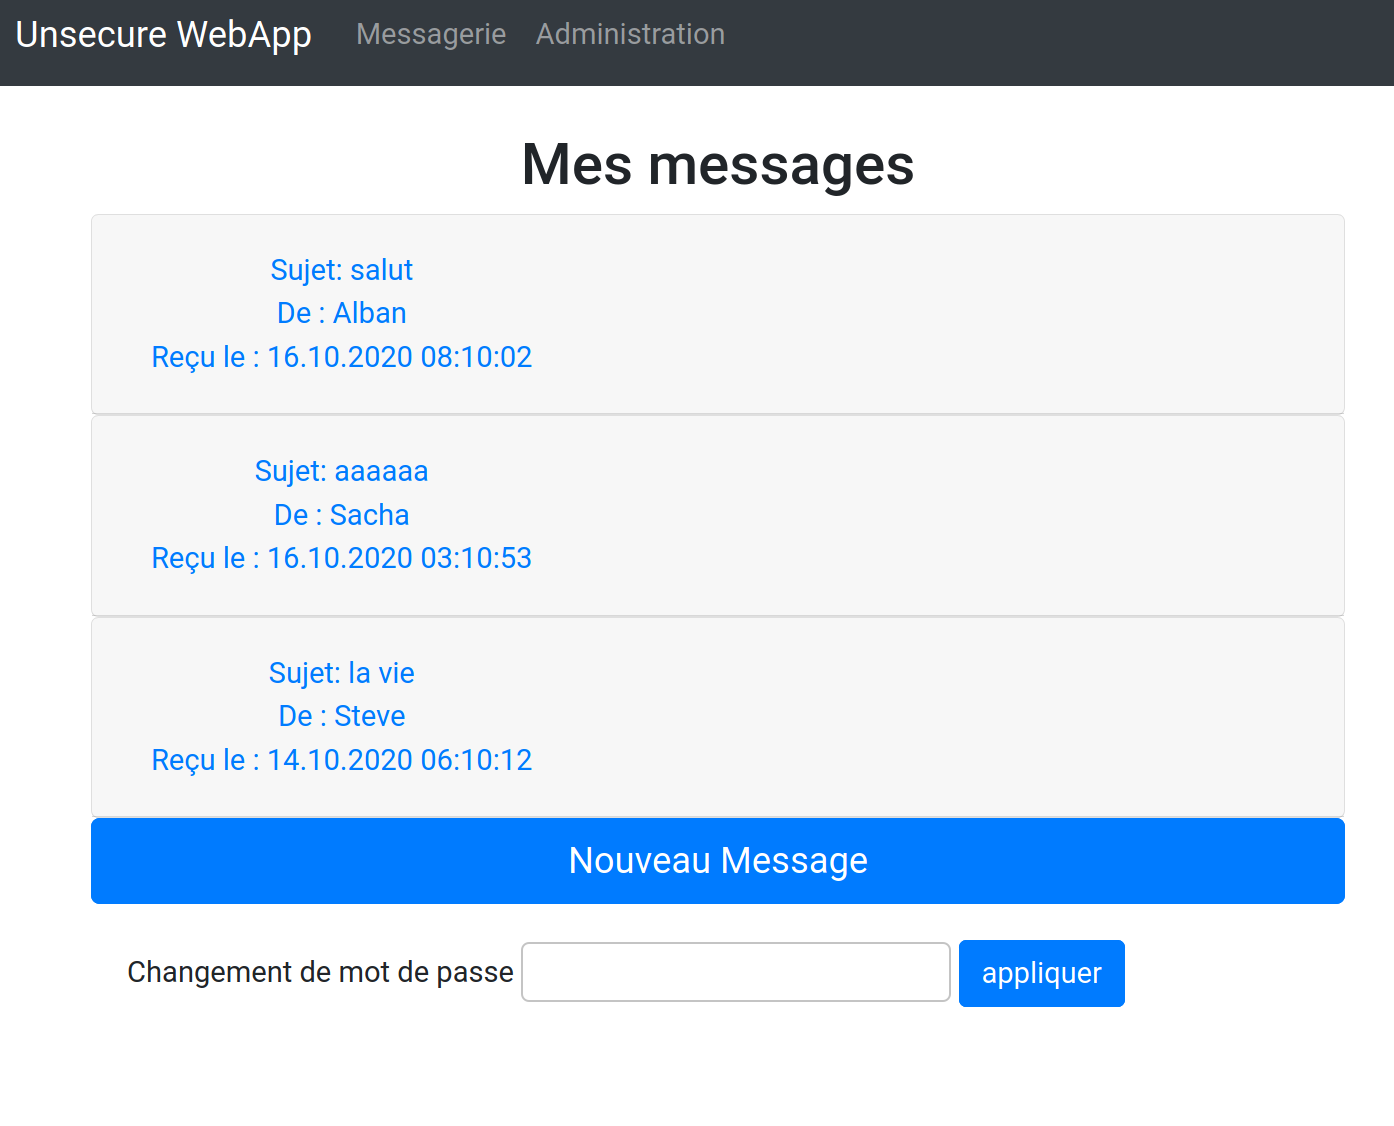 Unsecure WebApp Messagerie Administration
Mes messages
Sujet: salut
De : Alban
Reçu le : 16.10.2020 08:10:02
Sujet: aaaaaa
De : Sacha
Reçu le : 16.10.2020 03:10:53
Sujet: la vie
De : Steve
Reçu le : 14.10.2020 06:10:12
Nouveau Message
Changement de mot de passe appliquer